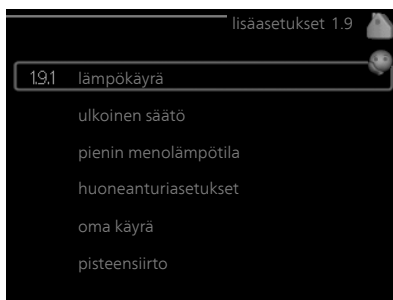 lisäasetukset 1.9
1.9.1 lämpökäyrä
ulkoinen säätö
pienin menolämpötila
huoneanturiasetukset
oma käyrä
pisteensiirto